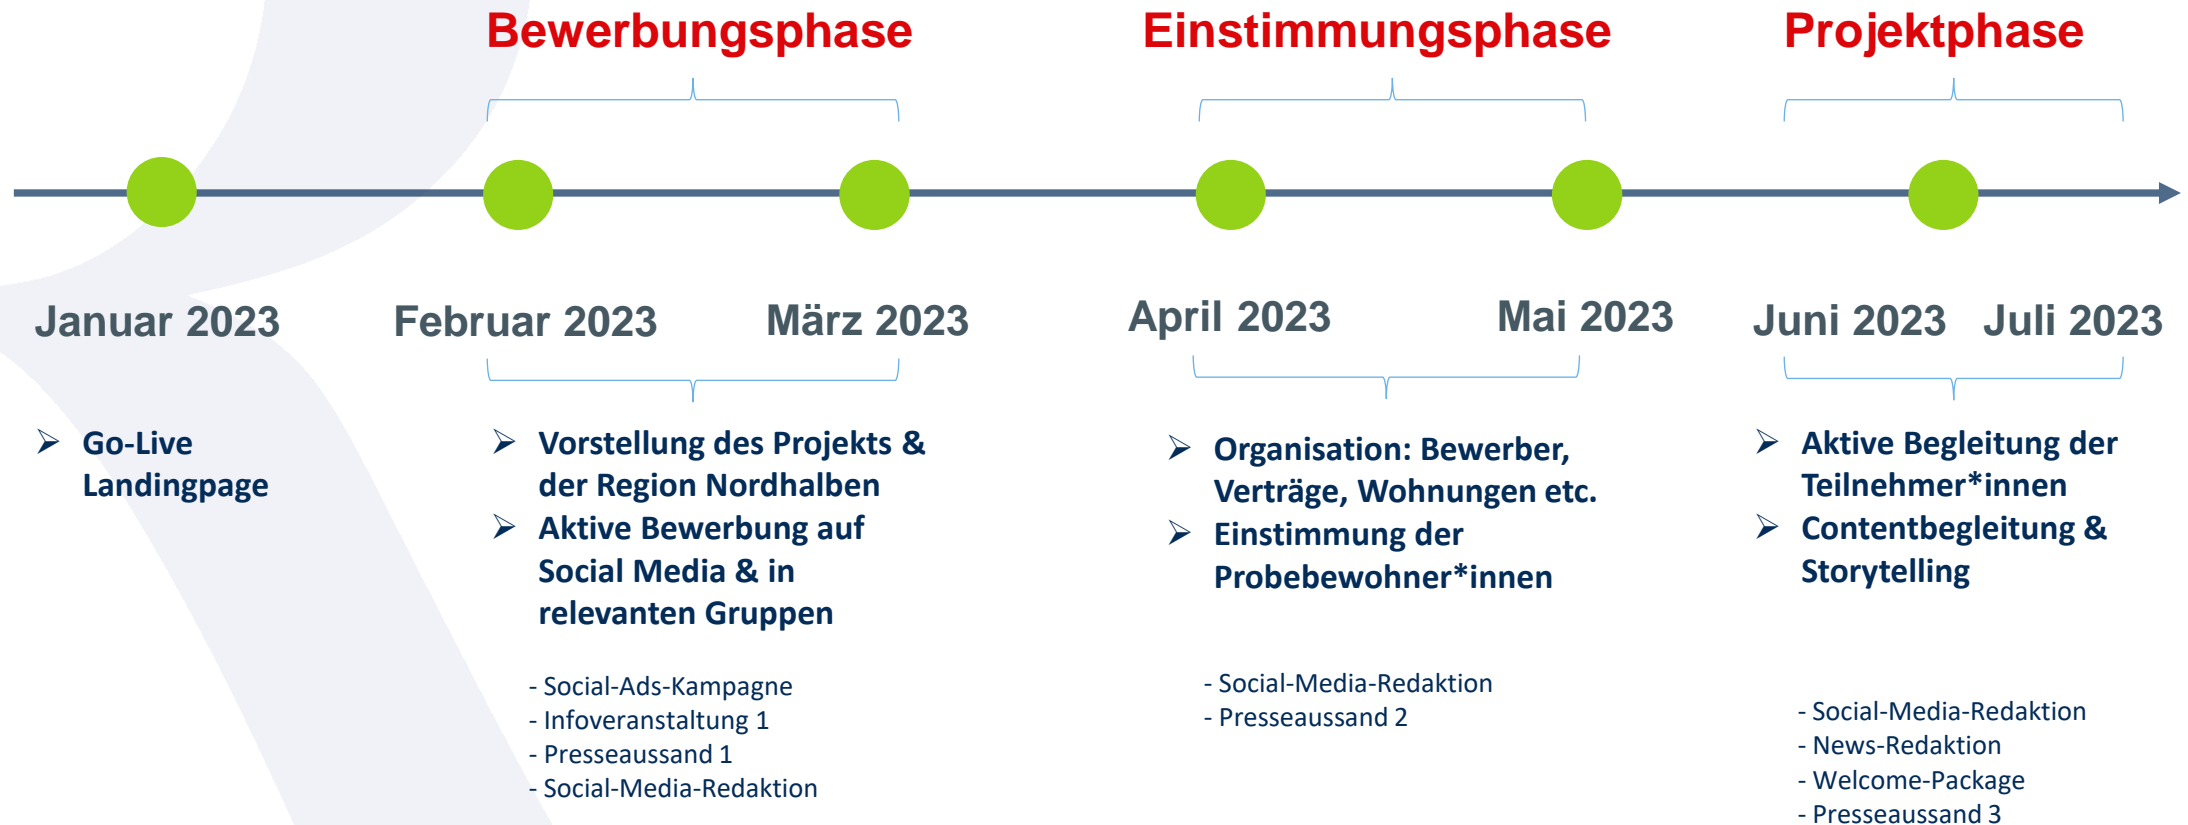 Bewerbungsphase
Einstimmungsphase
Projektphase
Januar 2023
Februar 2023
März 2023
April 2023
Mai 2023
Juni 2023
Juli 2023
➢ Go-Live
Landingpage
➢ Vorstellung des Projekts &
der Region Nordhalben
➢ Aktive Bewerbung auf
Social Media & in
relevanten Gruppen
- Social-Ads-Kampagne
- Infoveranstaltung 1
- Presseaussand 1
- Social-Media-Redaktion
➢ Organisation: Bewerber,
Verträge, Wohnungen etc.
➢ Einstimmung der
Probebewohner*innen
- Social-Media-Redaktion
- Presseaussand 2
➢ Aktive Begleitung der
Teilnehmer*innen
➢ Contentbegleitung &
Storytelling
- Social-Media-Redaktion
- News-Redaktion
- Welcome-Package
- Presseaussand 3